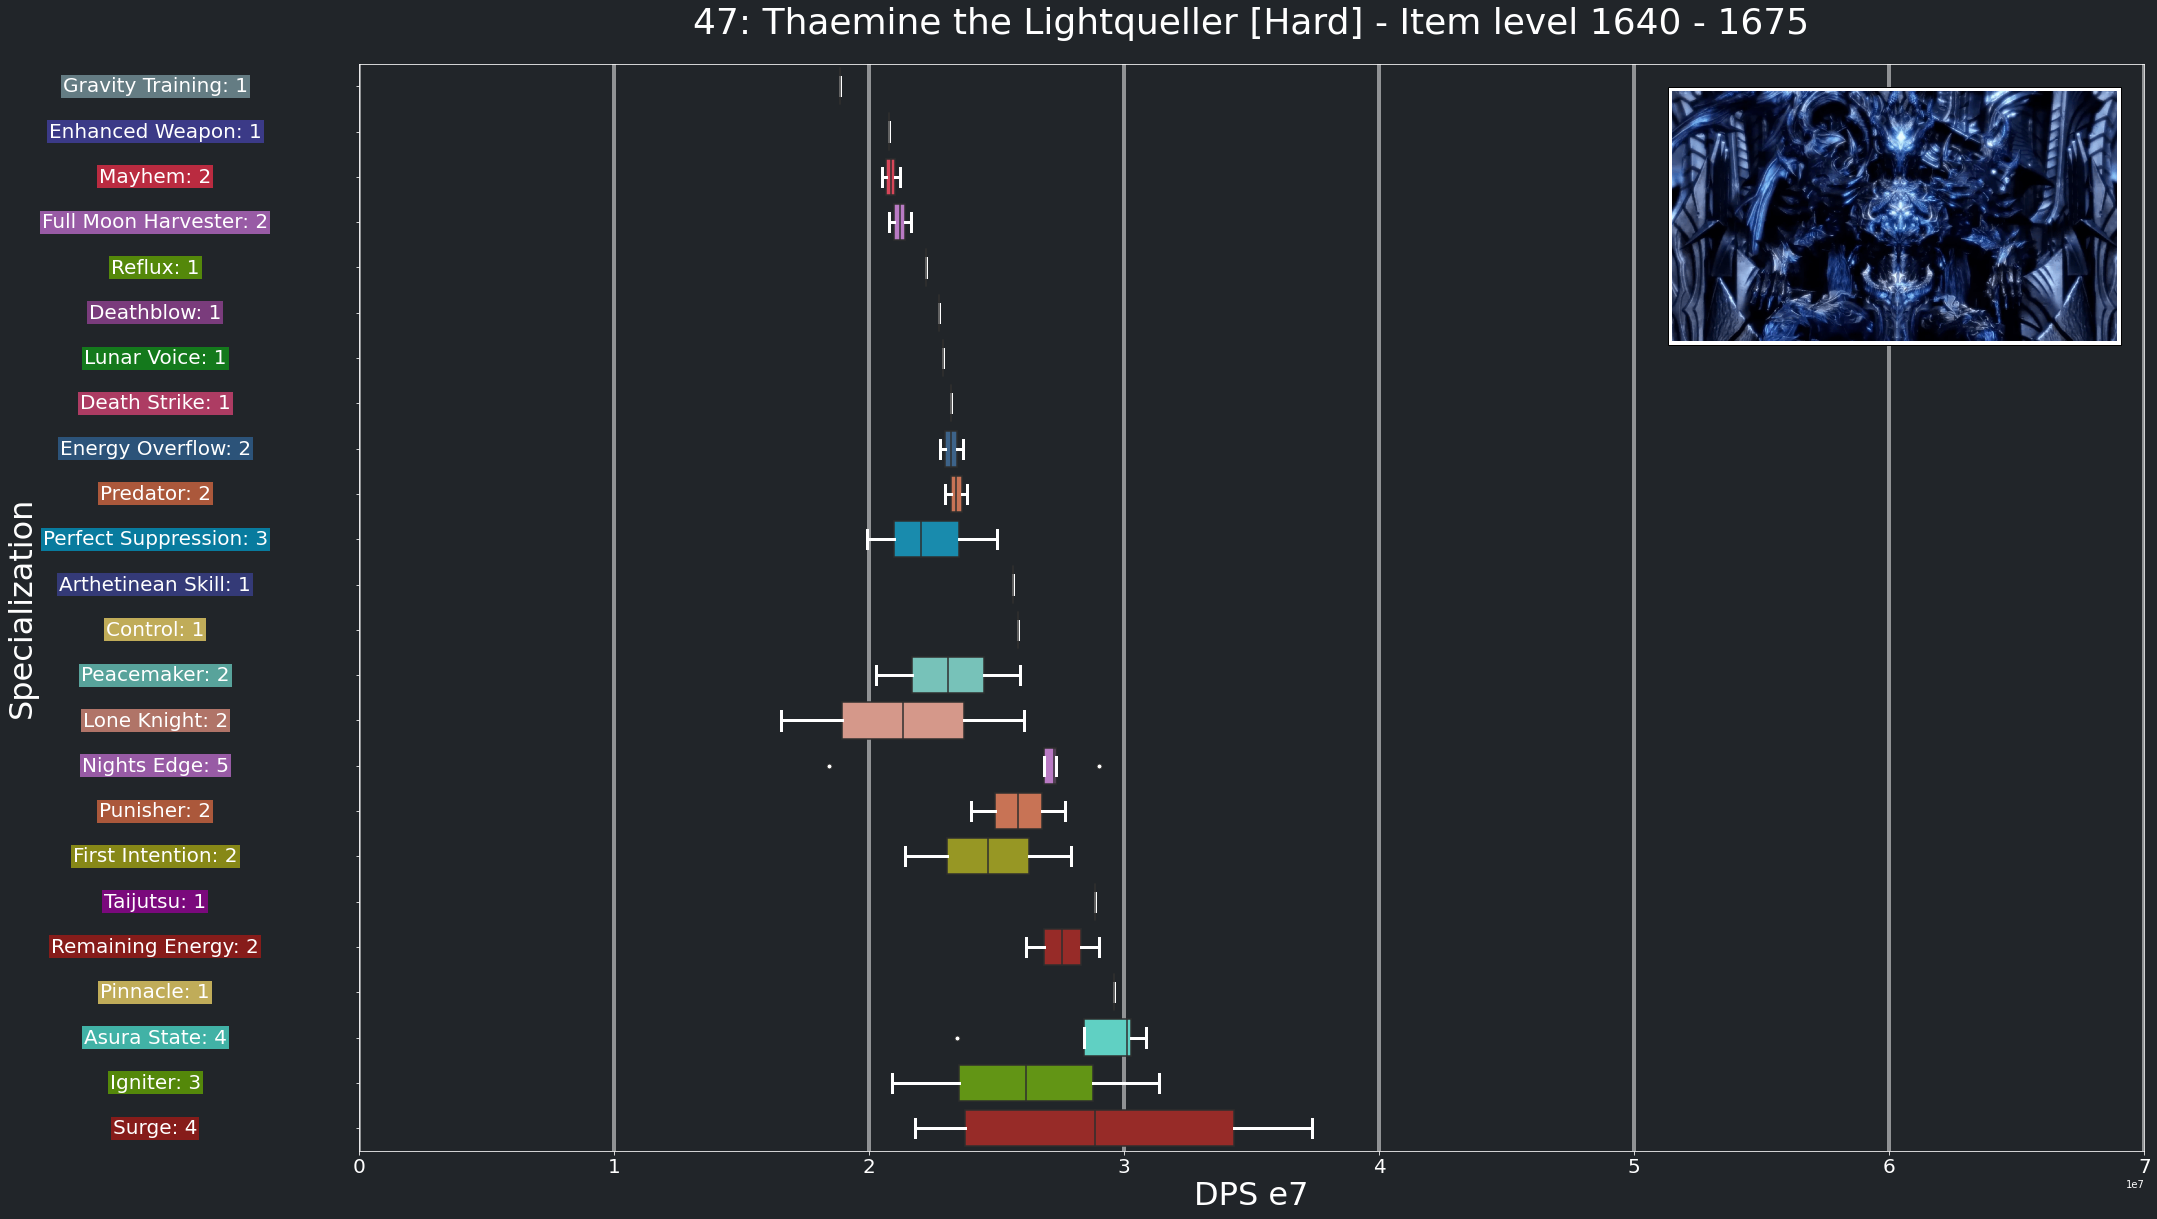 47: Thaemine the Lightqueller [Hard] - Item level 1640 - 1675
Specialization
Gravity Training: 1
Enhanced Weapon: 1
Mayhem: 2
Full Moon Harvester: 2
Reflux: 1
Deathblow: 1
Lunar Voice: 1
Death Strike: 1
Energy Overflow: 2
Predator: 2
Perfect Suppression: 3
Arthetinean Skill: 1
Control: 1
Peacemaker: 2
Lone Knight: 2
Nights Edge: 5
Punisher: 2
First Intention: 2
Taijutsu: 1
Remaining Energy: 2
Pinnacle: 1
Asura State: 4
Igniter: 3
Surge: 4
0 1 2 3 4 5 6 7
1e7
DPS e7